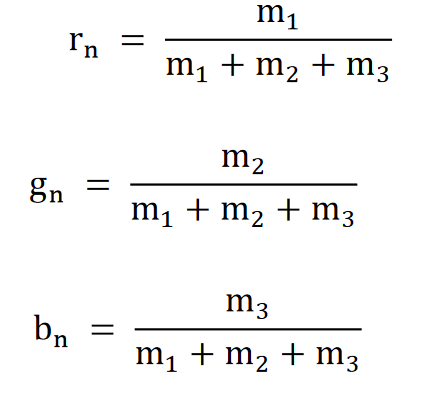 rₙ = m₁ / (m₁ + m₂ + m₃)
gₙ = m₂ / (m₁ + m₂ + m₃)
bₙ = m₃ / (m₁ + m₂ + m₃)